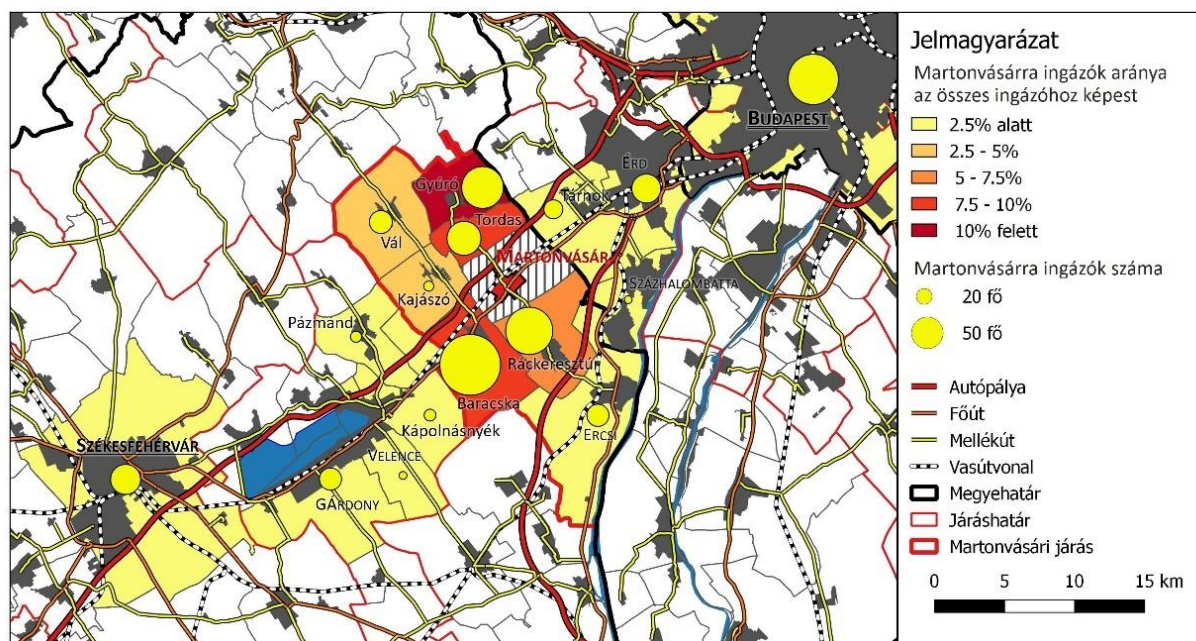 BUDAPEST
ÉRD
Gyúró
Tárnok
Tordas
Vál
MARTONVÁSÁR
SZÁZHALOMBATTA
Kajászó
Pázmánd
Ráckeresztúr
Baracska
Kápolnásnyék
ERCSI
SZÉKESFEHÉRVÁR
VELENCE
GÁRDONY
Jelmagyarázat
Martonvásárra ingázók aránya
az összes ingázóhoz képest
2.5% alatt
2.5 - 5%
5 - 7.5%
7.5 - 10%
10% felett
Martonvásárra ingázók száma
20 fő
50 fő
Autópálya
Főút
Mellékút
Vasútvonal
Megyehatár
Járáshatár
Martonvásári járás
0 5 10 15 km